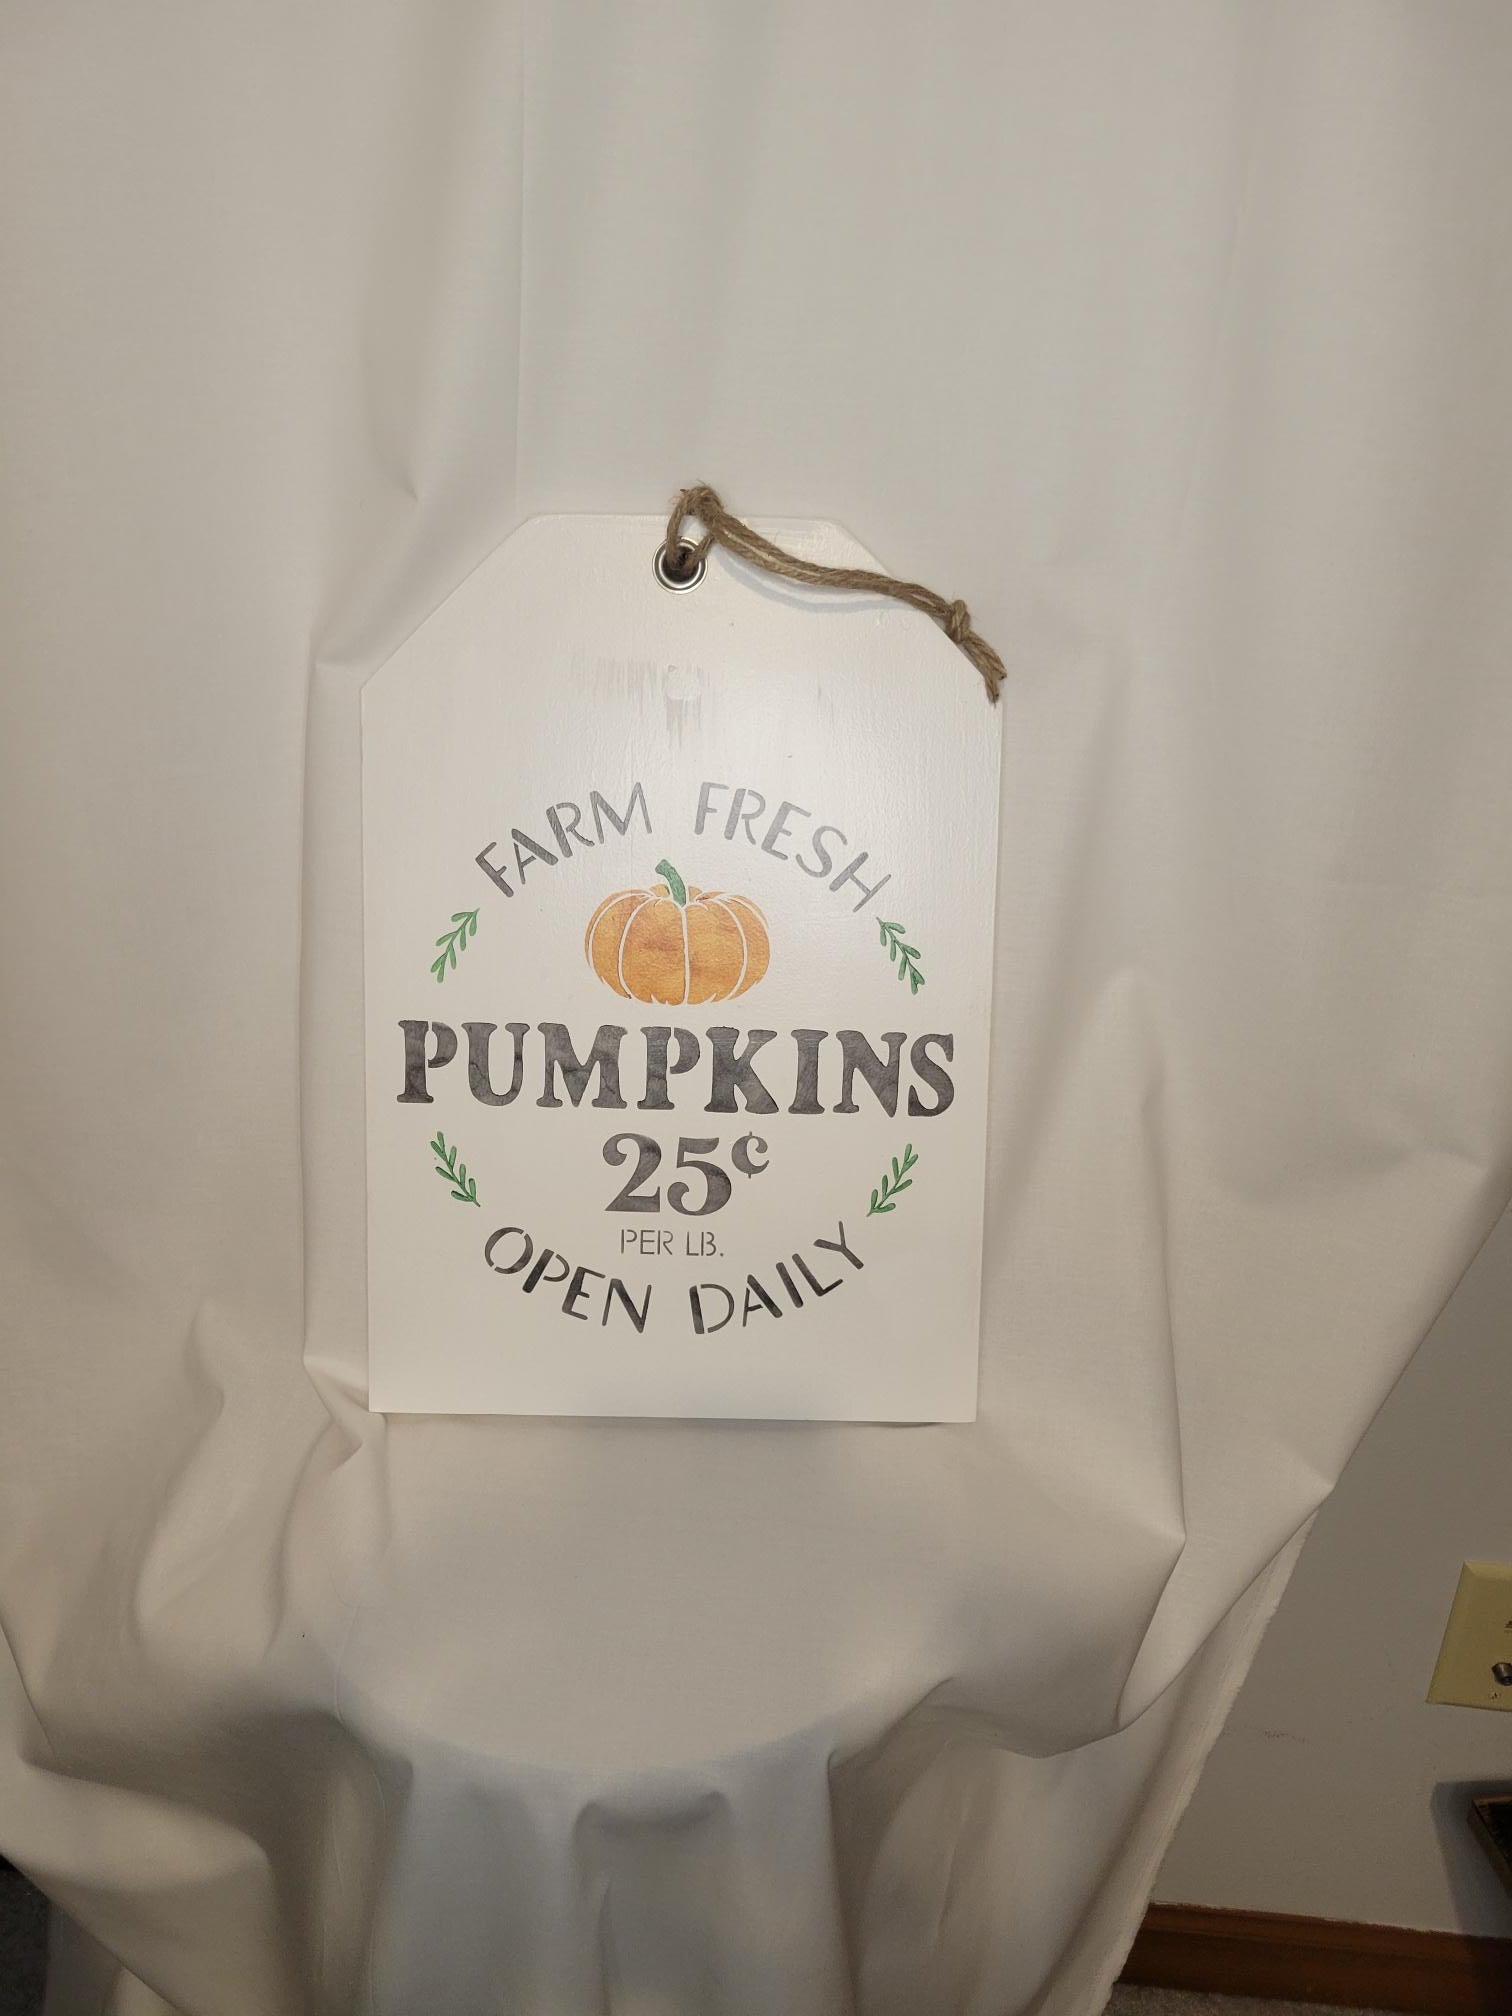 FARM FRESH
PUMPKINS
25¢
PER LB.
OPEN DAILY